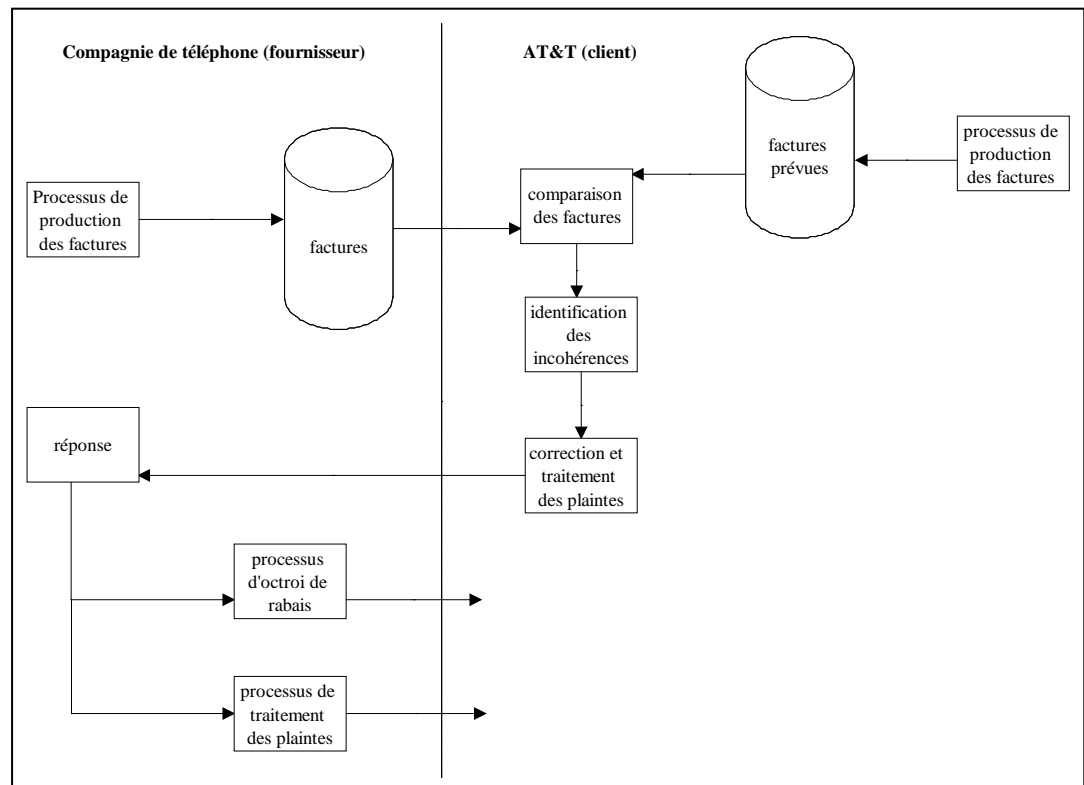 Compagnie de téléphone (fournisseur)
AT&T (client)
factures
prévues
processus de
production
des factures
Processus de
production
des factures
factures
comparaison
des factures
identification
des
incohérences
réponse
correction et
traitement
des plaintes
processus
d'octroi de
rabais
processus de
traitement
des plaintes